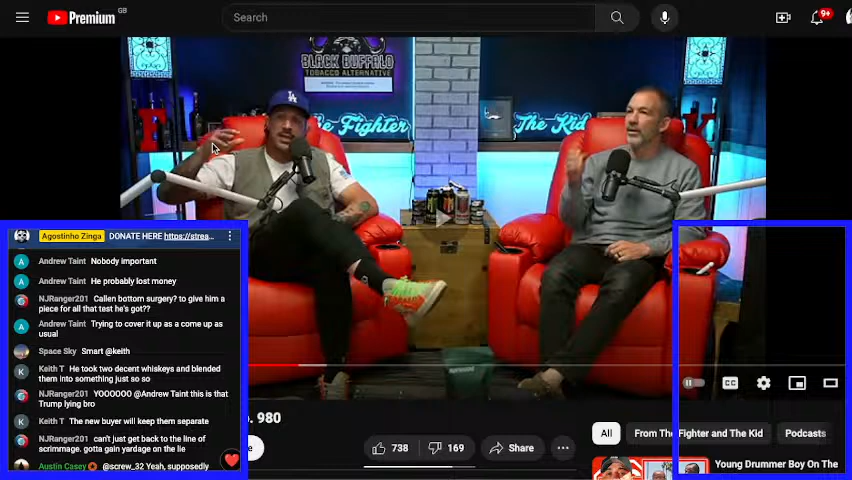 Premium GB
Search
9+
BLACK BUFFALO
TOBACCO ALTERNATIVE
The Fighter
The Kid
LA
Agostinho Zinga DONATE HERE https://strea...
Andrew Taint Nobody important
Andrew Taint He probably lost money
NJRanger201 Callen bottom surgery? to give him a
piece for all that test he's got??
Andrew Taint Trying to cover it up as a come up as
usual
Space Sky Smart @keith
Keith T He took two decent whiskeys and blended
them into something just so so
NJRanger201 YOOOOOO @Andrew Taint this is that
Trump lying bro
Keith T The new buyer will keep them separate
NJRanger201 can't just get back to the line of
scrimmage. gotta gain yardage on the lie
Austin Casey @screw_32 Yeah, supposedly
CC
. 980
738
169
Share
All
From The Fighter and The Kid
Podcasts
Young Drummer Boy On The